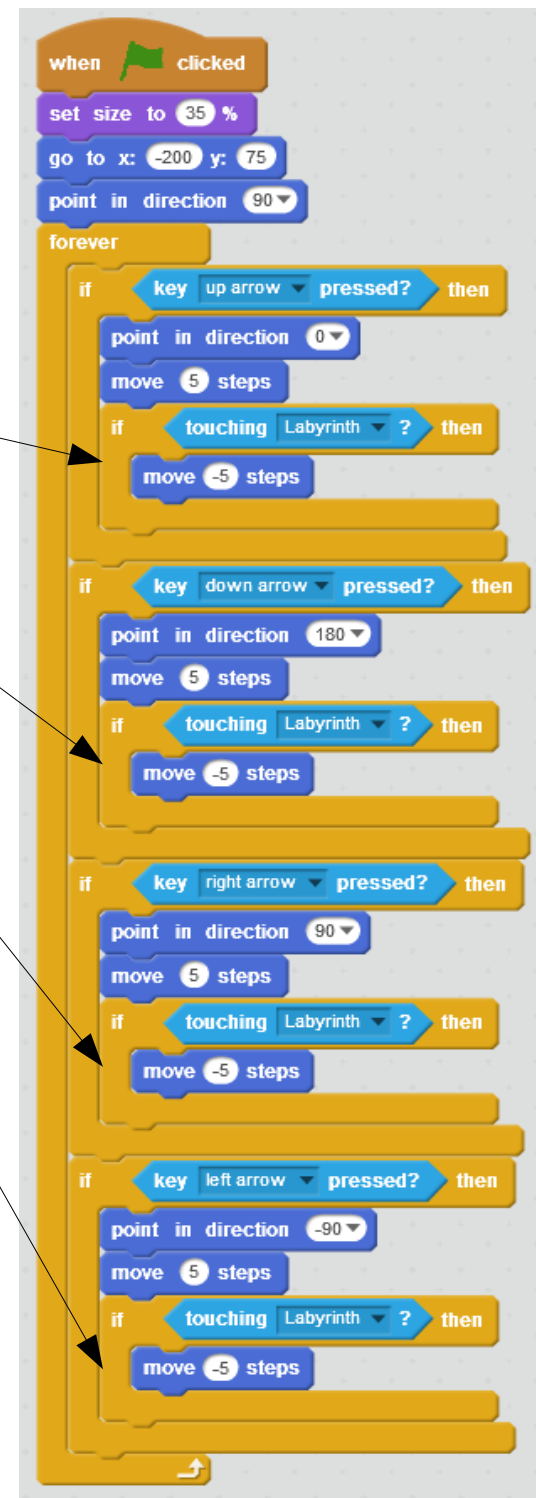 when clicked
set size to 35 %
go to x: -200 y: 75
point in direction 90
forever
if key up arrow pressed? then
point in direction 0
move 5 steps
if touching Labyrinth ? then
move -5 steps
if key down arrow pressed? then
point in direction 180
move 5 steps
if touching Labyrinth ? then
move -5 steps
if key right arrow pressed? then
point in direction 90
move 5 steps
if touching Labyrinth ? then
move -5 steps
if key left arrow pressed? then
point in direction -90
move 5 steps
if touching Labyrinth ? then
move -5 steps